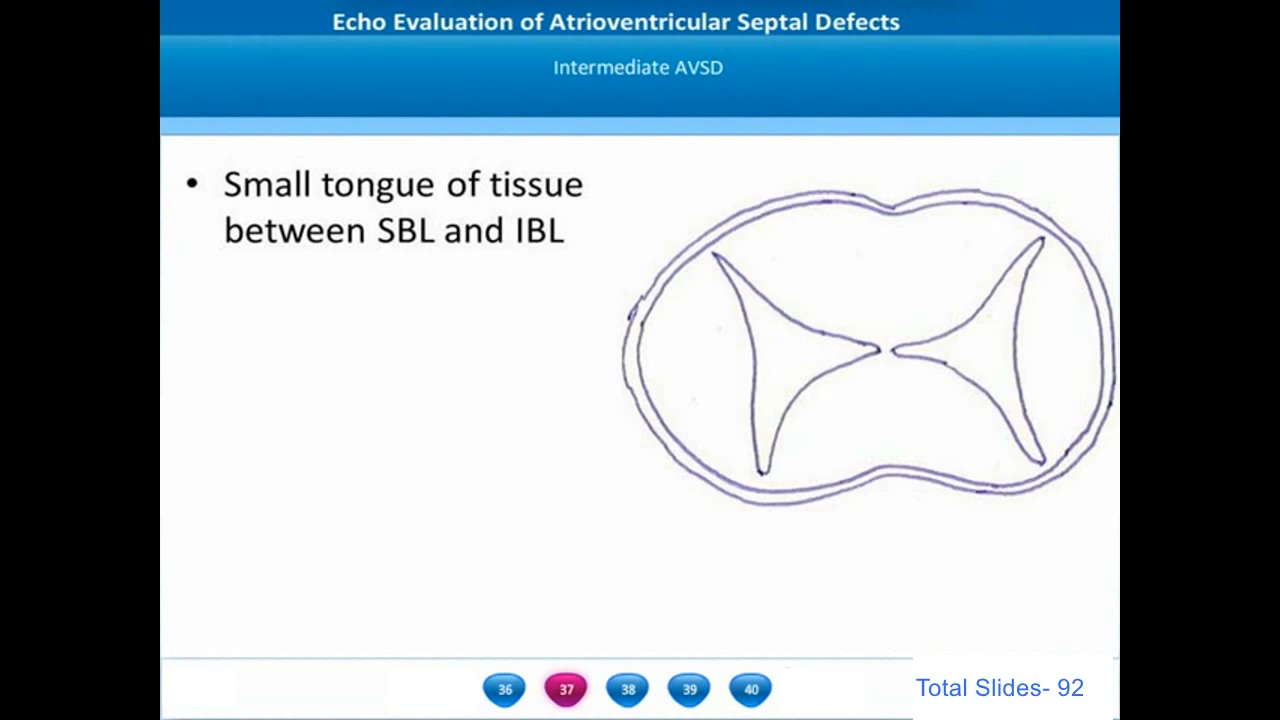 Echo Evaluation of Atrioventricular Septal Defects
Intermediate AVSD
• Small tongue of tissue
between SBL and IBL
36 37 38 39 40
Total Slides- 92